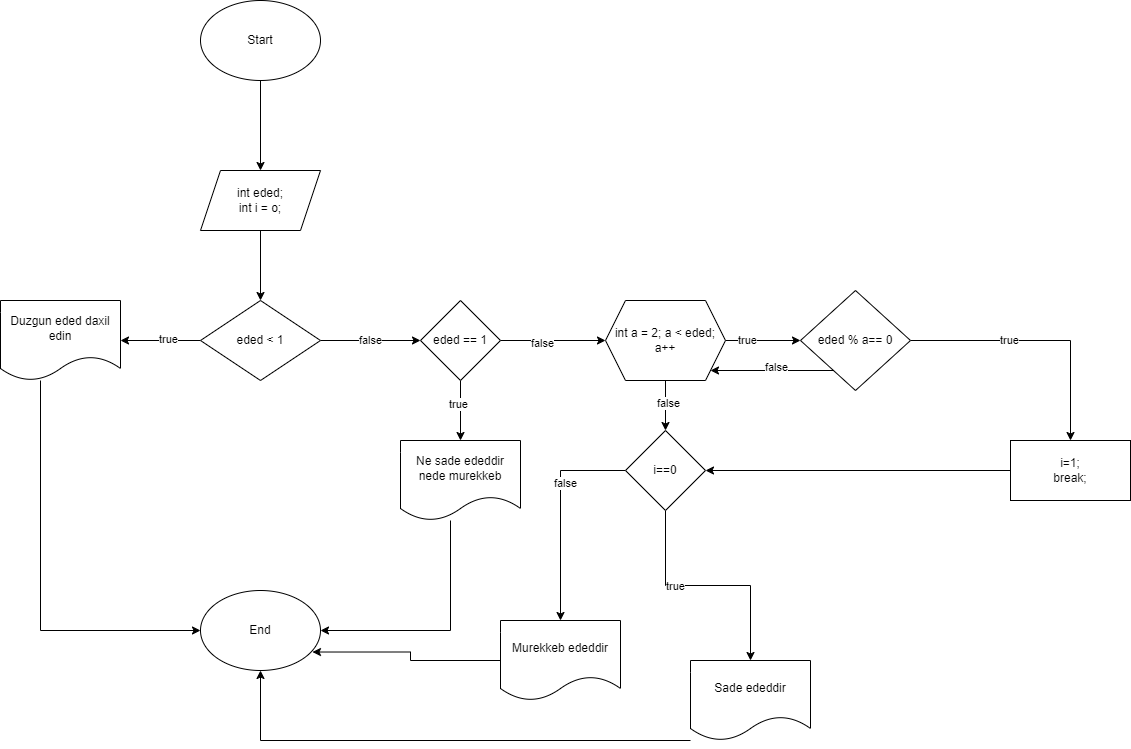 Start
int eded;
int i = o;
Duzgun eded daxil
edin
true
eded < 1
false
eded == 1
false
int a = 2; a < eded;
a++
true
eded % a== 0
true
false
true
false
Ne sade ededdir
nede murekkeb
i==0
i=1;
break;
false
true
End
Murekkeb ededdir
Sade ededdir